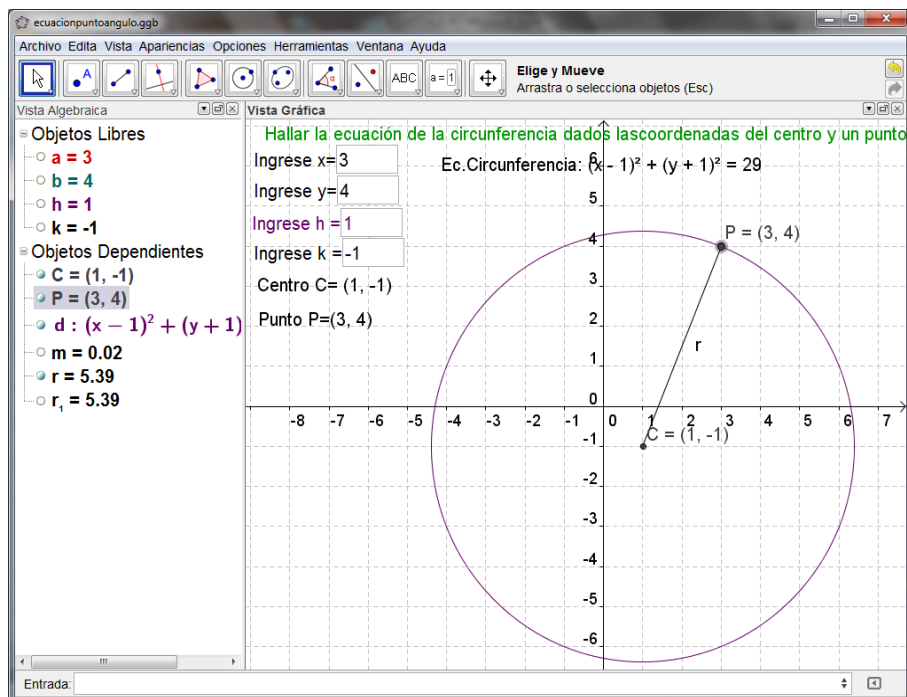 ecuacionpuntoangulo.ggb
Archivo Edita Vista Apariencias Opciones Herramientas Ventana Ayuda
A
α
ABC
a=1
Elige y Mueve
Arrastra o selecciona objetos (Esc)
Vista Algebraica
Objetos Libres
a = 3
b = 4
h = 1
k = -1
Objetos Dependientes
C = (1, -1)
P = (3, 4)
d : (x − 1)² + (y + 1)
m = 0.02
r = 5.39
r₁ = 5.39
Vista Gráfica
Hallar la ecuación de la circunferencia dados lascoordenadas del centro y un punto
Ingrese x= 3
Ec.Circunferencia: (x - 1)² + (y + 1)² = 29
Ingrese y= 4
Ingrese h = 1
Ingrese k = -1
Centro C= (1, -1)
Punto P=(3, 4)
P = (3, 4)
r
C = (1, -1)
6
5
4
3
2
1
0
-1
-2
-3
-4
-5
-6
-8 -7 -6 -5 -4 -3 -2 -1 0 1 2 3 4 5 6 7
Entrada: